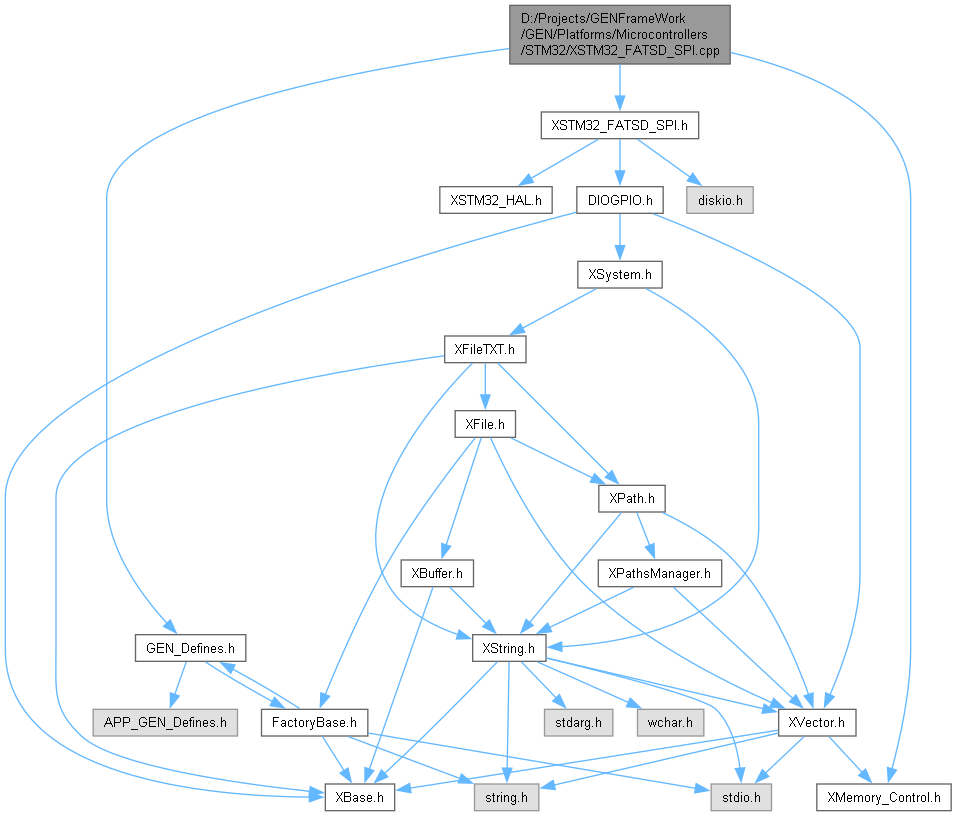 D:/Projects/GENFrameWork
/GEN/Platforms/Microcontrollers
/STM32/XSTM32_FATSD_SPI.cpp
XSTM32_FATSD_SPI.h
XSTM32_HAL.h
DIOGPIO.h
diskio.h
XSystem.h
XFileTXT.h
XFile.h
XPath.h
XBuffer.h
XPathsManager.h
GEN_Defines.h
XString.h
APP_GEN_Defines.h
FactoryBase.h
stdarg.h
wchar.h
XVector.h
XBase.h
string.h
stdio.h
XMemory_Control.h